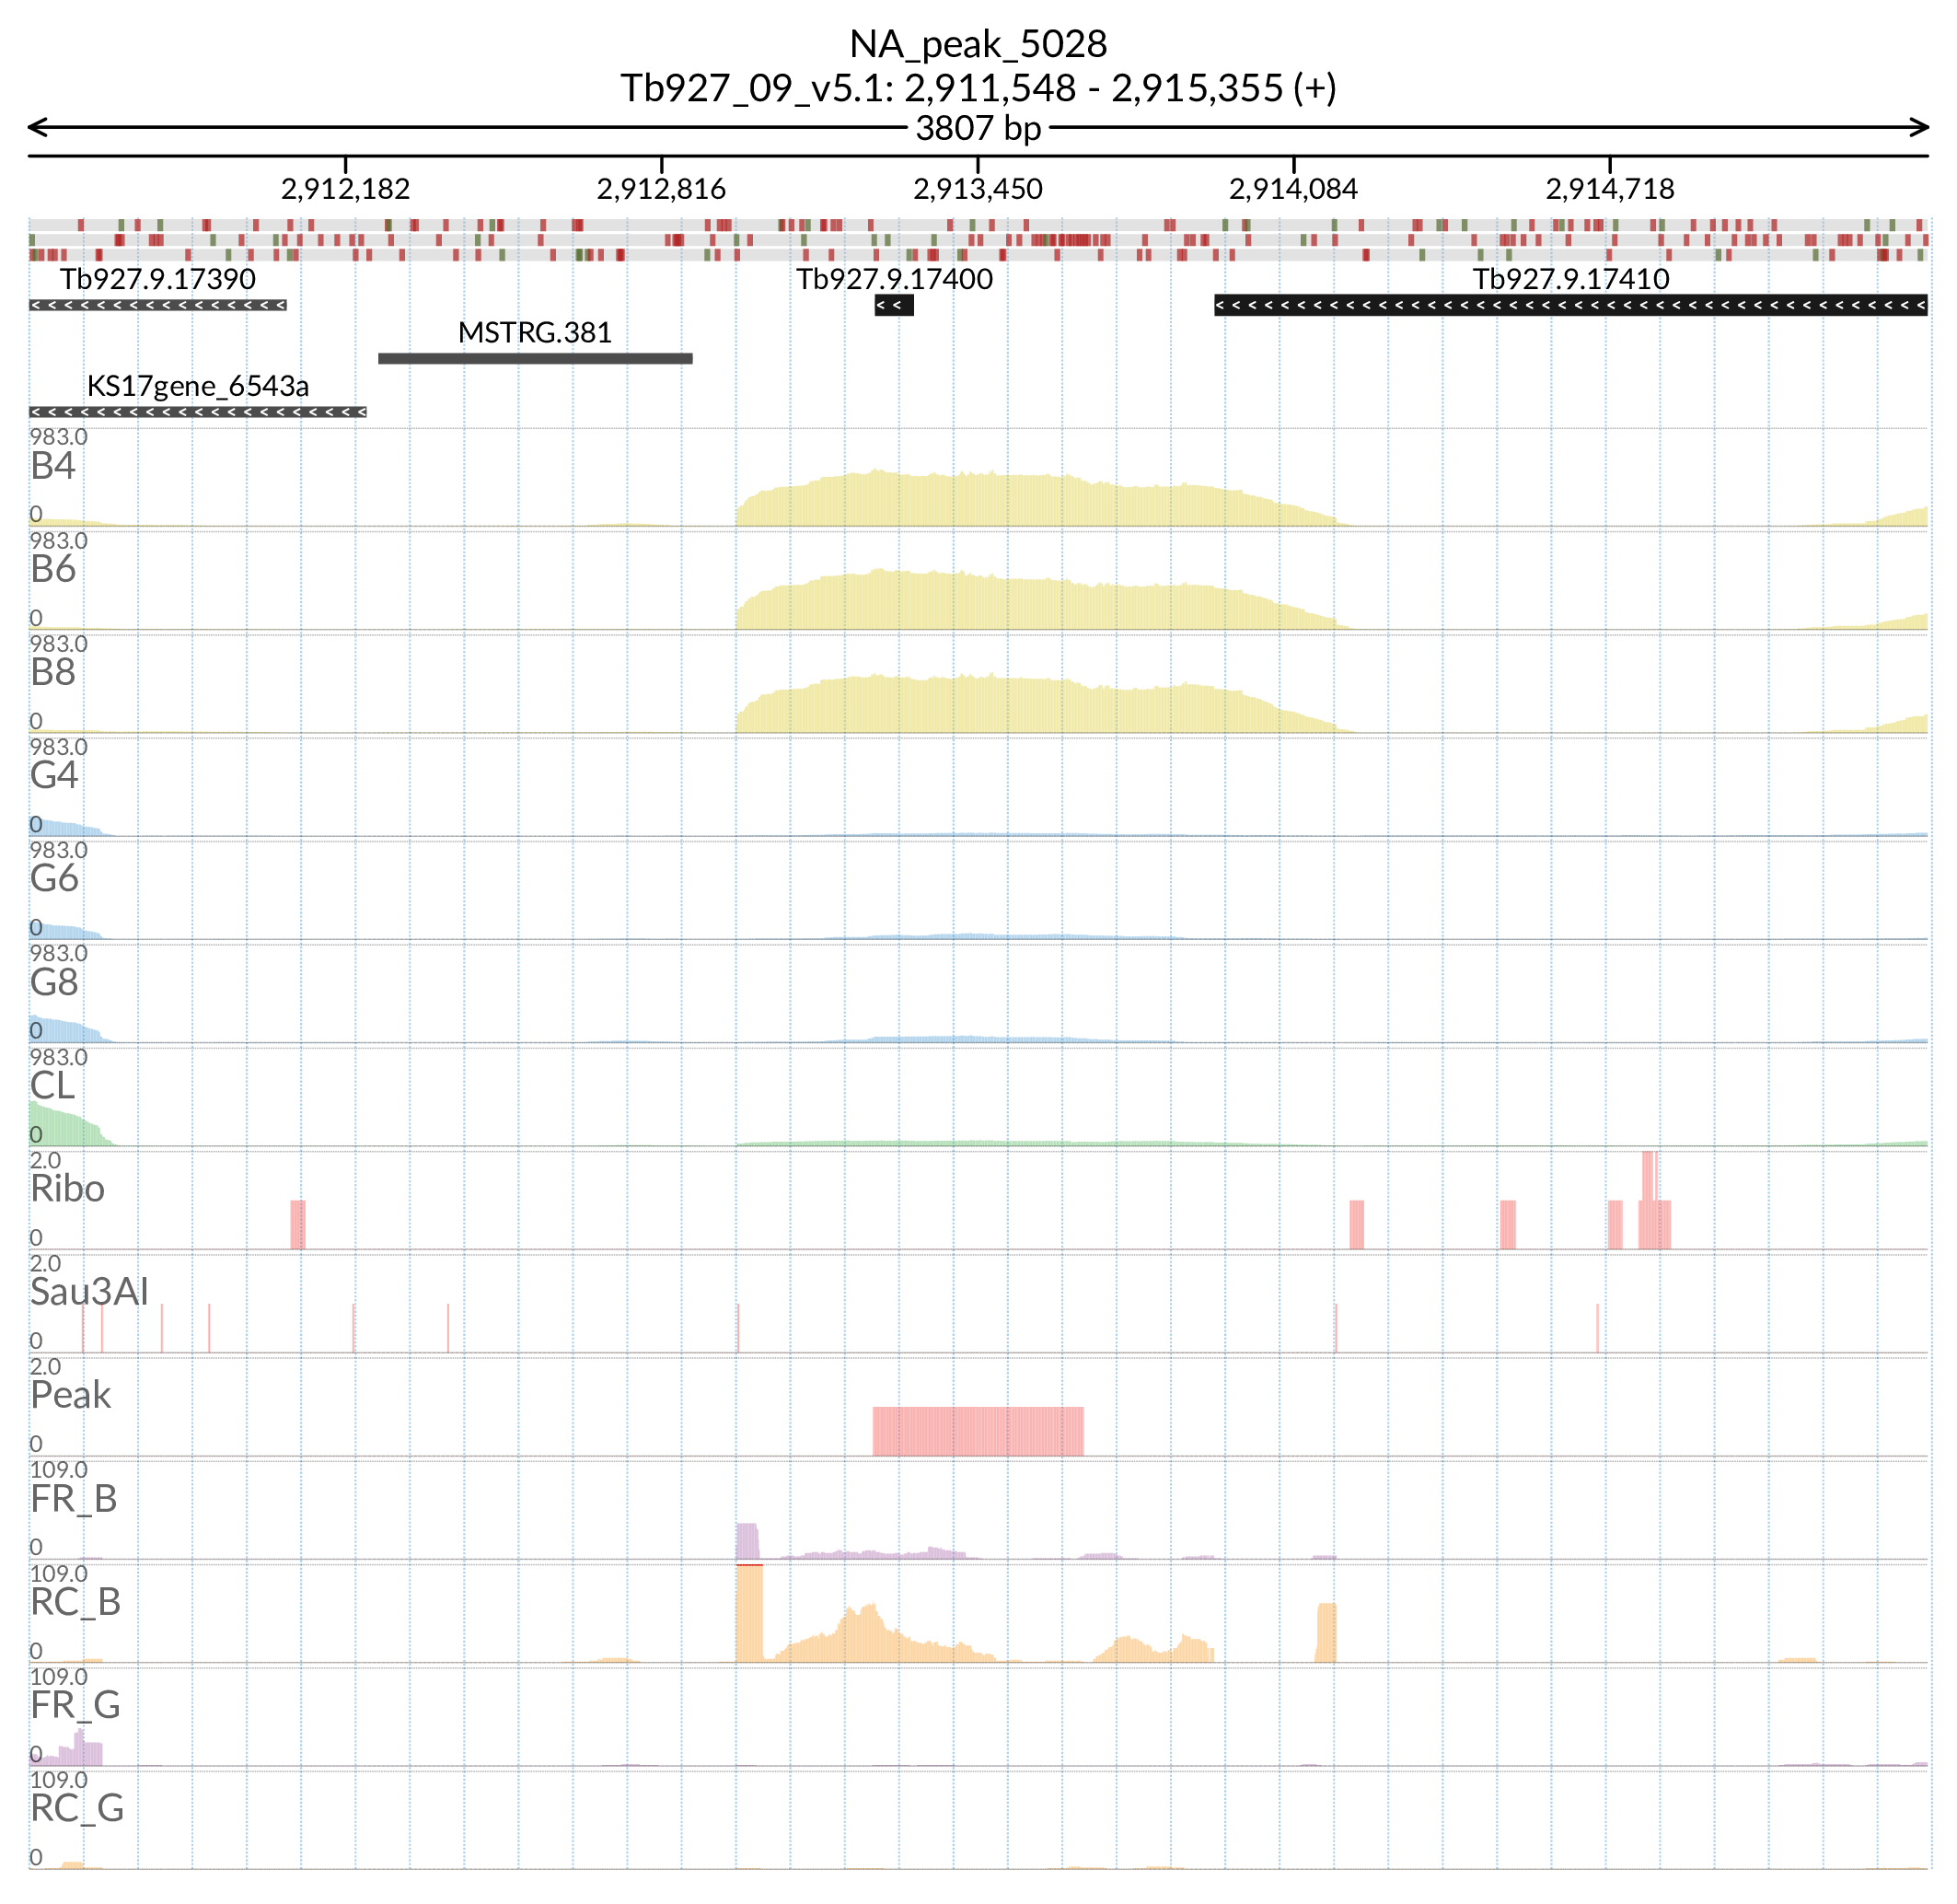 NA_peak_5028
Tb927_09_v5.1: 2,911,548 - 2,915,355 (+)
3807 bp
2,912,182 2,912,816 2,913,450 2,914,084 2,914,718
Tb927.9.17390 Tb927.9.17400 Tb927.9.17410
MSTRG.381
KS17gene_6543a
983.0
B4
0
983.0
B6
0
983.0
B8
0
983.0
G4
0
983.0
G6
0
983.0
G8
0
983.0
CL
0
2.0
Ribo
0
2.0
Sau3AI
0
2.0
Peak
0
109.0
FR_B
0
109.0
RC_B
0
109.0
FR_G
0
109.0
RC_G
0